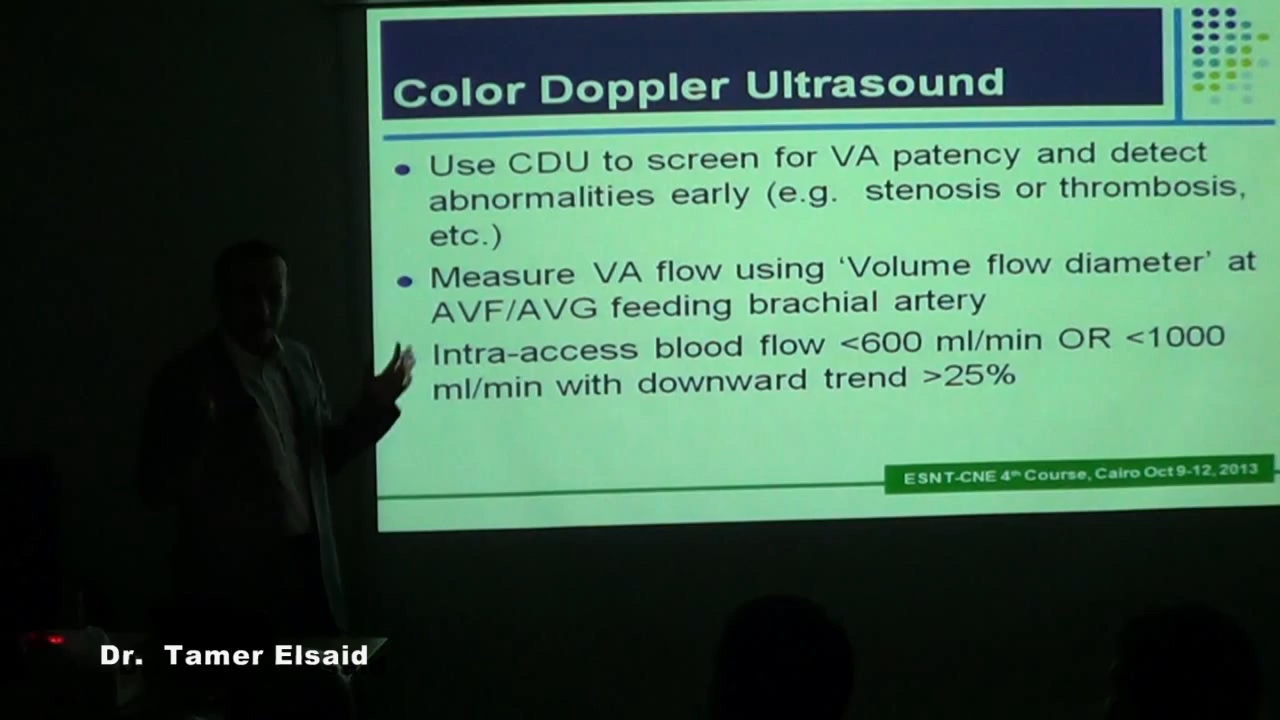 Color Doppler Ultrasound
• Use CDU to screen for VA patency and detect
abnormalities early (e.g. stenosis or thrombosis,
etc.)
• Measure VA flow using ‘Volume flow diameter’ at
AVF/AVG feeding brachial artery
Intra-access blood flow <600 ml/min OR <1000
ml/min with downward trend >25%
ESNT-CNE 4th Course, Cairo Oct 9-12, 2013
Dr. Tamer Elsaid